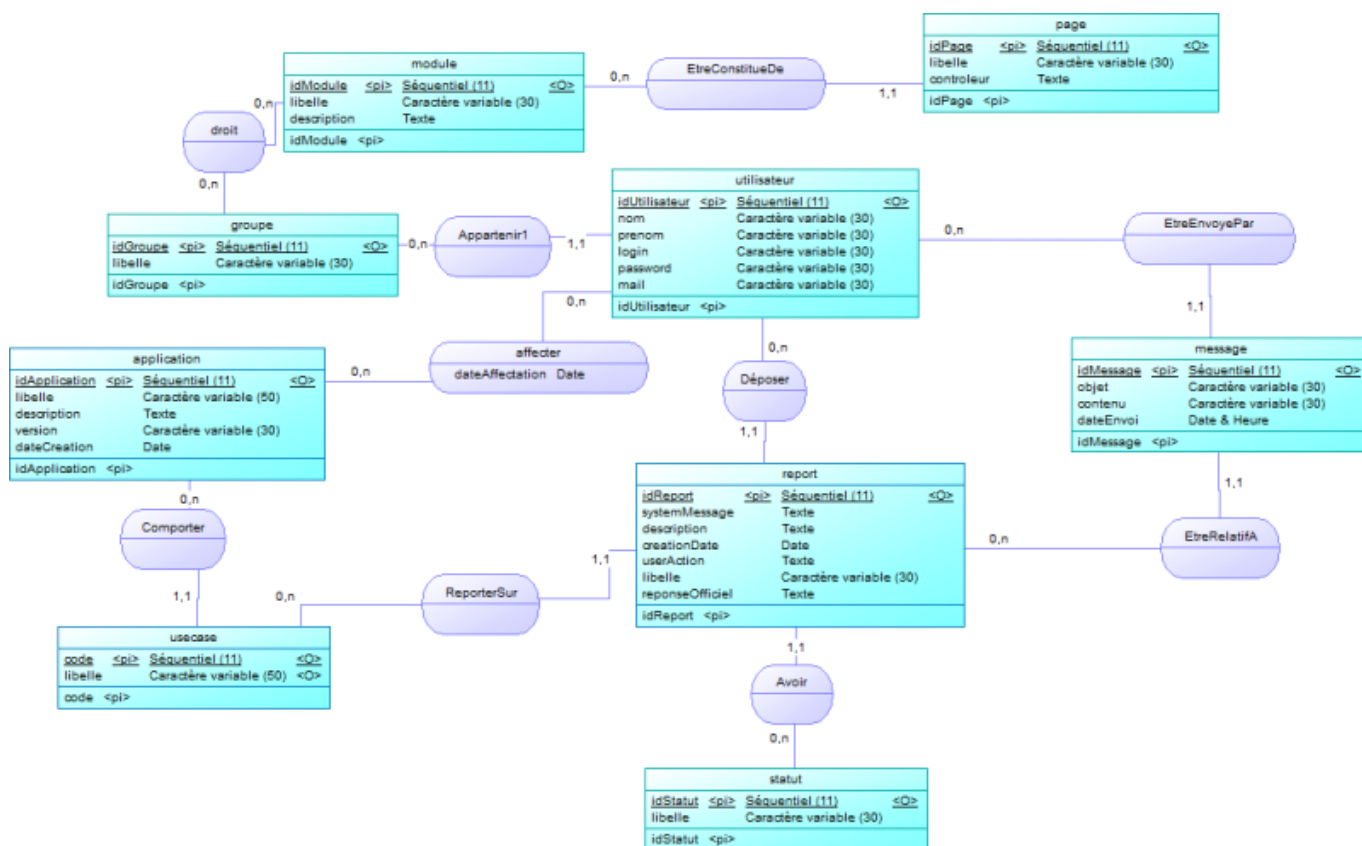 page
idPage <pi> Séquentiel (11) <O>
libelle Caractère variable (30)
controleur Texte
idPage <pi>
EtreConstitueDe
0,n
1,1
module
idModule <pi> Séquentiel (11) <O>
libelle Caractère variable (30)
description Texte
idModule <pi>
0,n
droit
0,n
groupe
idGroupe <pi> Séquentiel (11) <O>
libelle Caractère variable (30)
idGroupe <pi>
0,n
Appartenir1
1,1
utilisateur
idUtilisateur <pi> Séquentiel (11) <O>
nom Caractère variable (30)
prenom Caractère variable (30)
login Caractère variable (30)
password Caractère variable (30)
mail Caractère variable (30)
idUtilisateur <pi>
0,n
EtreEnvoyePar
1,1
0,n
affecter
dateAffectation Date
0,n
application
idApplication <pi> Séquentiel (11) <O>
libelle Caractère variable (50)
description Texte
version Caractère variable (30)
dateCreation Date
idApplication <pi>
0,n
Déposer
1,1
message
idMessage <pi> Séquentiel (11) <O>
objet Caractère variable (30)
contenu Caractère variable (30)
dateEnvoi Date & Heure
idMessage <pi>
1,1
EtreRelatifA
0,n
report
idReport <pi> Séquentiel (11) <O>
systemMessage Texte
description Texte
creationDate Date
userAction Texte
libelle Caractère variable (30)
reponseOfficiel Texte
idReport <pi>
0,n
Comporter
1,1
0,n
ReporterSur
1,1
usecase
code <pi> Séquentiel (11) <O>
libelle Caractère variable (50) <O>
code <pi>
1,1
Avoir
0,n
statut
idStatut <pi> Séquentiel (11) <O>
libelle Caractère variable (30)
idStatut <pi>